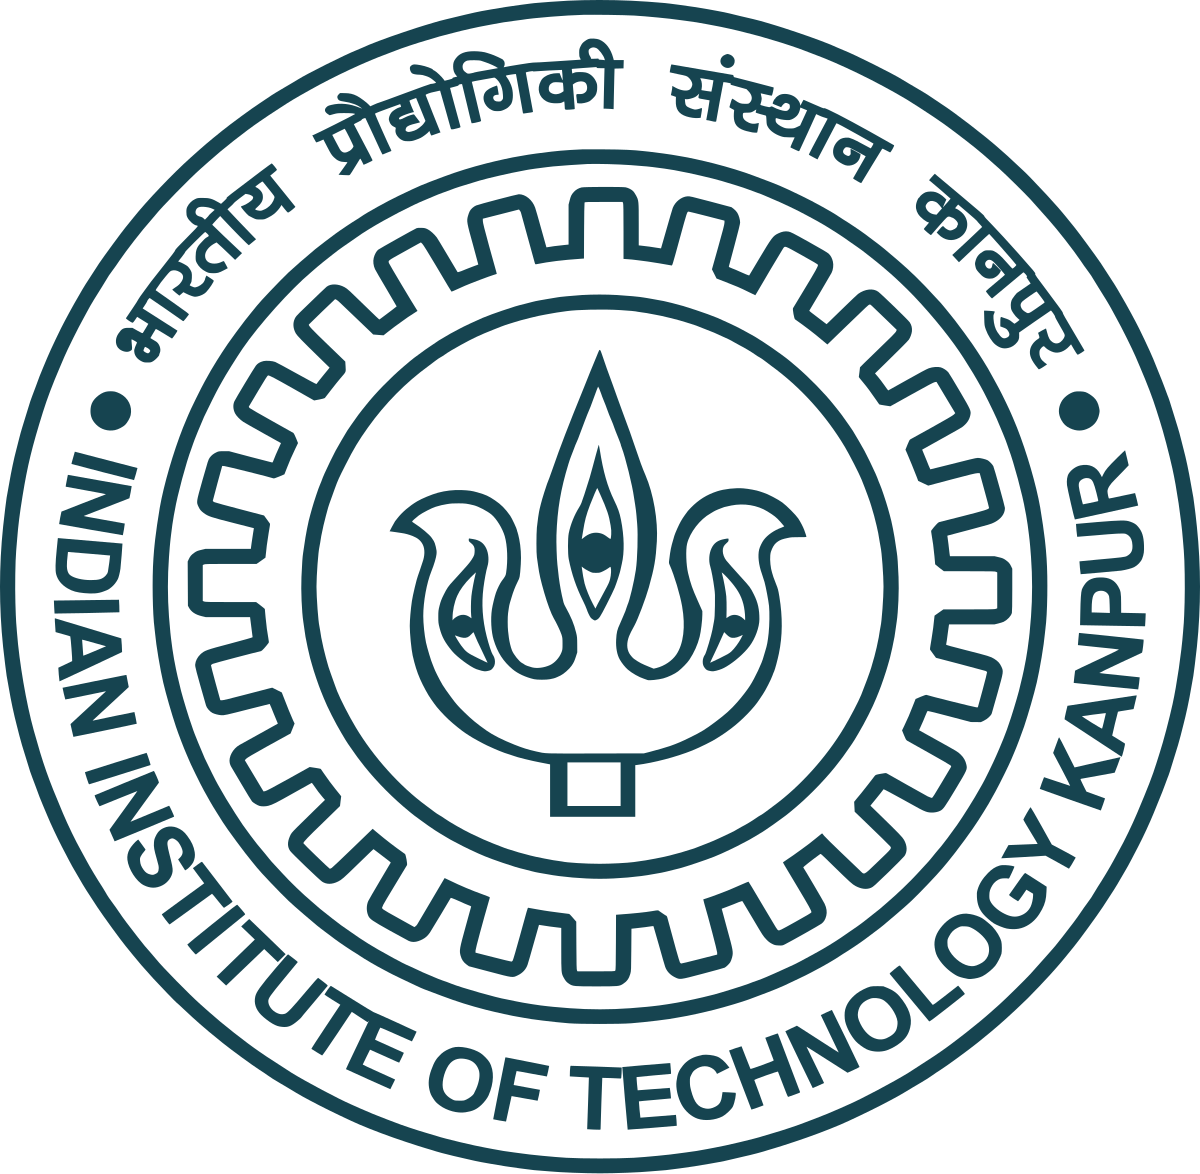 भारतीय प्रौद्योगिकी संस्थान कानपुर
INDIAN INSTITUTE OF TECHNOLOGY KANPUR